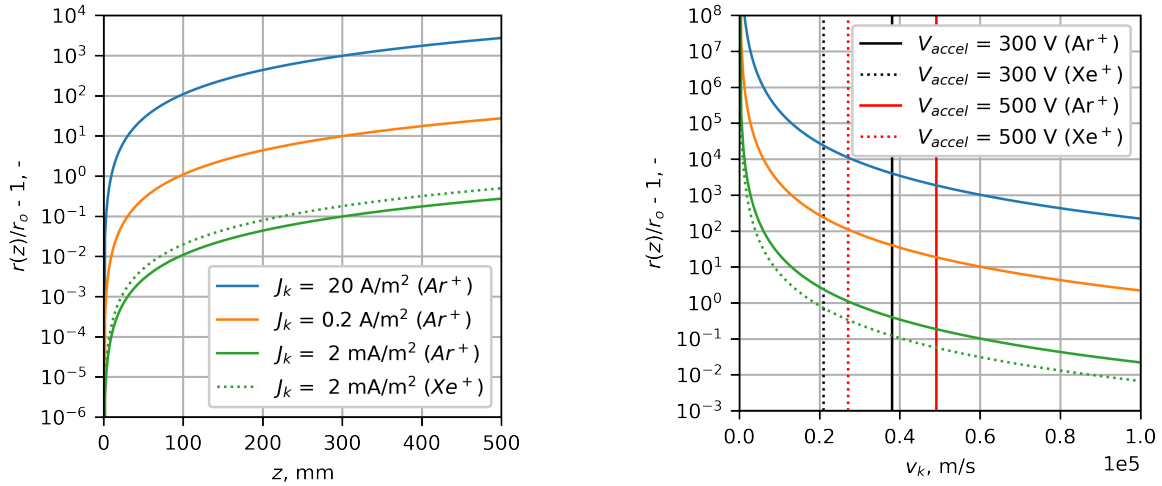 r(z)/r_o - 1, -
10^4
10^3
10^2
10^1
10^0
10^-1
10^-2
10^-3
10^-4
10^-5
10^-6
J_k = 20 A/m^2 (Ar^+)
J_k = 0.2 A/m^2 (Ar^+)
J_k = 2 mA/m^2 (Ar^+)
J_k = 2 mA/m^2 (Xe^+)
0 100 200 300 400 500
z, mm
r(z)/r_o - 1, -
10^8
10^7
10^6
10^5
10^4
10^3
10^2
10^1
10^0
10^-1
10^-2
10^-3
V_accel = 300 V (Ar^+)
V_accel = 300 V (Xe^+)
V_accel = 500 V (Ar^+)
V_accel = 500 V (Xe^+)
0.0 0.2 0.4 0.6 0.8 1.0
v_k, m/s
1e5